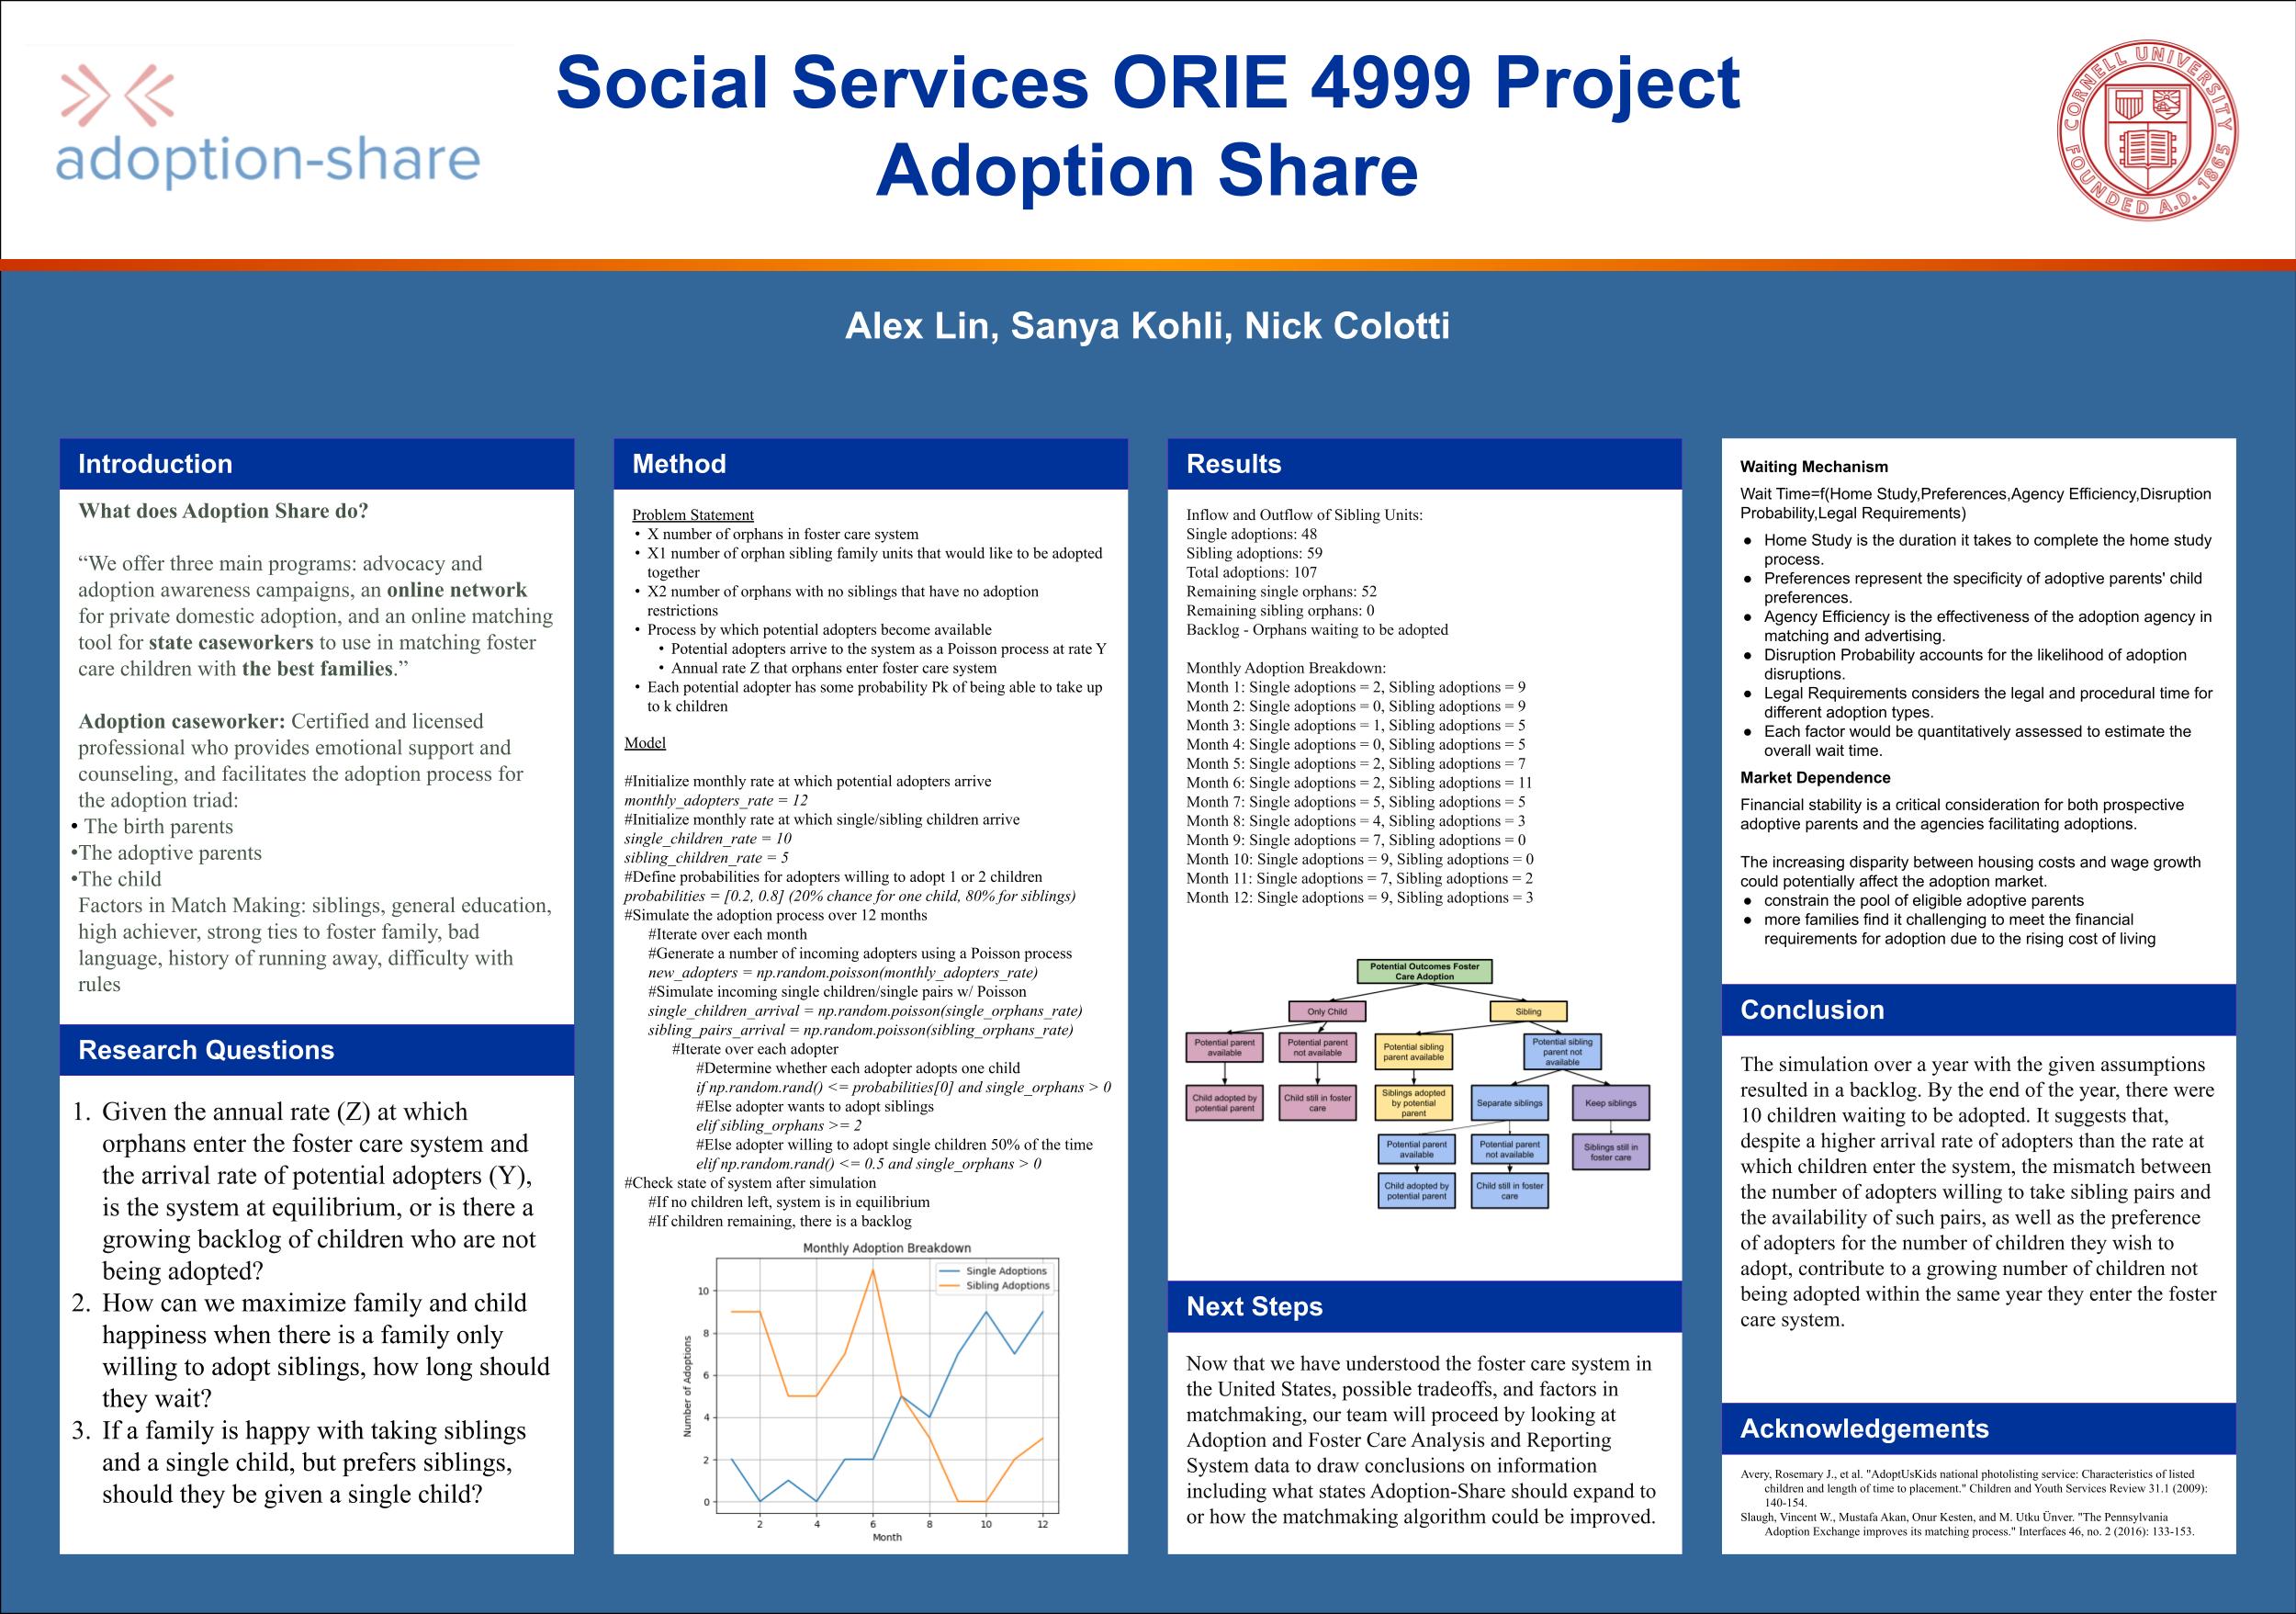 adoption-share
Social Services ORIE 4999 Project
Adoption Share
CORNELL UNIVERSITY
FOUNDED A.D. 1865
Alex Lin, Sanya Kohli, Nick Colotti
Introduction
What does Adoption Share do?
“We offer three main programs: advocacy and
adoption awareness campaigns, an online network
for private domestic adoption, and an online matching
tool for state caseworkers to use in matching foster
care children with the best families.”
Adoption caseworker: Certified and licensed
professional who provides emotional support and
counseling, and facilitates the adoption process for
the adoption triad:
• The birth parents
•The adoptive parents
•The child
Factors in Match Making: siblings, general education,
high achiever, strong ties to foster family, bad
language, history of running away, difficulty with
rules
Research Questions
1. Given the annual rate (Z) at which
orphans enter the foster care system and
the arrival rate of potential adopters (Y),
is the system at equilibrium, or is there a
growing backlog of children who are not
being adopted?
2. How can we maximize family and child
happiness when there is a family only
willing to adopt siblings, how long should
they wait?
3. If a family is happy with taking siblings
and a single child, but prefers siblings,
should they be given a single child?
Method
Problem Statement
• X number of orphans in foster care system
• X1 number of orphan sibling family units that would like to be adopted
together
• X2 number of orphans with no siblings that have no adoption
restrictions
• Process by which potential adopters become available
• Potential adopters arrive to the system as a Poisson process at rate Y
• Annual rate Z that orphans enter foster care system
• Each potential adopter has some probability Pk of being able to take up
to k children
Model
#Initialize monthly rate at which potential adopters arrive
monthly_adopters_rate = 12
#Initialize monthly rate at which single/sibling children arrive
single_children_rate = 10
sibling_children_rate = 5
#Define probabilities for adopters willing to adopt 1 or 2 children
probabilities = [0.2, 0.8] (20% chance for one child, 80% for siblings)
#Simulate the adoption process over 12 months
#Iterate over each month
#Generate a number of incoming adopters using a Poisson process
new_adopters = np.random.poisson(monthly_adopters_rate)
#Simulate incoming single children/single pairs w/ Poisson
single_children_arrival = np.random.poisson(single_orphans_rate)
sibling_pairs_arrival = np.random.poisson(sibling_orphans_rate)
#Iterate over each adopter
#Determine whether each adopter adopts one child
if np.random.rand() <= probabilities[0] and single_orphans > 0
#Else adopter wants to adopt siblings
elif sibling_orphans >= 2
#Else adopter willing to adopt single children 50% of the time
elif np.random.rand() <= 0.5 and single_orphans > 0
#Check state of system after simulation
#If no children left, system is in equilibrium
#If children remaining, there is a backlog
Monthly Adoption Breakdown
Single Adoptions
Sibling Adoptions
Number of Adoptions
10
8
6
4
2
0
2 4 6 8 10 12
Month
Results
Inflow and Outflow of Sibling Units:
Single adoptions: 48
Sibling adoptions: 59
Total adoptions: 107
Remaining single orphans: 52
Remaining sibling orphans: 0
Backlog - Orphans waiting to be adopted
Monthly Adoption Breakdown:
Month 1: Single adoptions = 2, Sibling adoptions = 9
Month 2: Single adoptions = 0, Sibling adoptions = 9
Month 3: Single adoptions = 1, Sibling adoptions = 5
Month 4: Single adoptions = 0, Sibling adoptions = 5
Month 5: Single adoptions = 2, Sibling adoptions = 7
Month 6: Single adoptions = 2, Sibling adoptions = 11
Month 7: Single adoptions = 5, Sibling adoptions = 5
Month 8: Single adoptions = 4, Sibling adoptions = 3
Month 9: Single adoptions = 7, Sibling adoptions = 0
Month 10: Single adoptions = 9, Sibling adoptions = 0
Month 11: Single adoptions = 7, Sibling adoptions = 2
Month 12: Single adoptions = 9, Sibling adoptions = 3
Potential Outcomes Foster
Care Adoption
Only Child
Sibling
Potential parent
available
Potential parent
not available
Potential sibling
parent available
Potential sibling
parent not
available
Child adopted by
potential parent
Child still in foster
care
Siblings adopted
by potential
parent
Separate siblings
Keep siblings
Potential parent
available
Potential parent
not available
Siblings still in
foster care
Child adopted by
potential parent
Child still in foster
care
Next Steps
Now that we have understood the foster care system in
the United States, possible tradeoffs, and factors in
matchmaking, our team will proceed by looking at
Adoption and Foster Care Analysis and Reporting
System data to draw conclusions on information
including what states Adoption-Share should expand to
or how the matchmaking algorithm could be improved.
Waiting Mechanism
Wait Time=f(Home Study,Preferences,Agency Efficiency,Disruption
Probability,Legal Requirements)
● Home Study is the duration it takes to complete the home study
process.
● Preferences represent the specificity of adoptive parents' child
preferences.
● Agency Efficiency is the effectiveness of the adoption agency in
matching and advertising.
● Disruption Probability accounts for the likelihood of adoption
disruptions.
● Legal Requirements considers the legal and procedural time for
different adoption types.
● Each factor would be quantitatively assessed to estimate the
overall wait time.
Market Dependence
Financial stability is a critical consideration for both prospective
adoptive parents and the agencies facilitating adoptions.
The increasing disparity between housing costs and wage growth
could potentially affect the adoption market.
● constrain the pool of eligible adoptive parents
● more families find it challenging to meet the financial
requirements for adoption due to the rising cost of living
Conclusion
The simulation over a year with the given assumptions
resulted in a backlog. By the end of the year, there were
10 children waiting to be adopted. It suggests that,
despite a higher arrival rate of adopters than the rate at
which children enter the system, the mismatch between
the number of adopters willing to take sibling pairs and
the availability of such pairs, as well as the preference
of adopters for the number of children they wish to
adopt, contribute to a growing number of children not
being adopted within the same year they enter the foster
care system.
Acknowledgements
Avery, Rosemary J., et al. "AdoptUsKids national photolisting service: Characteristics of listed
children and length of time to placement." Children and Youth Services Review 31.1 (2009):
140-154.
Slaugh, Vincent W., Mustafa Akan, Onur Kesten, and M. Utku Ünver. "The Pennsylvania
Adoption Exchange improves its matching process." Interfaces 46, no. 2 (2016): 133-153.